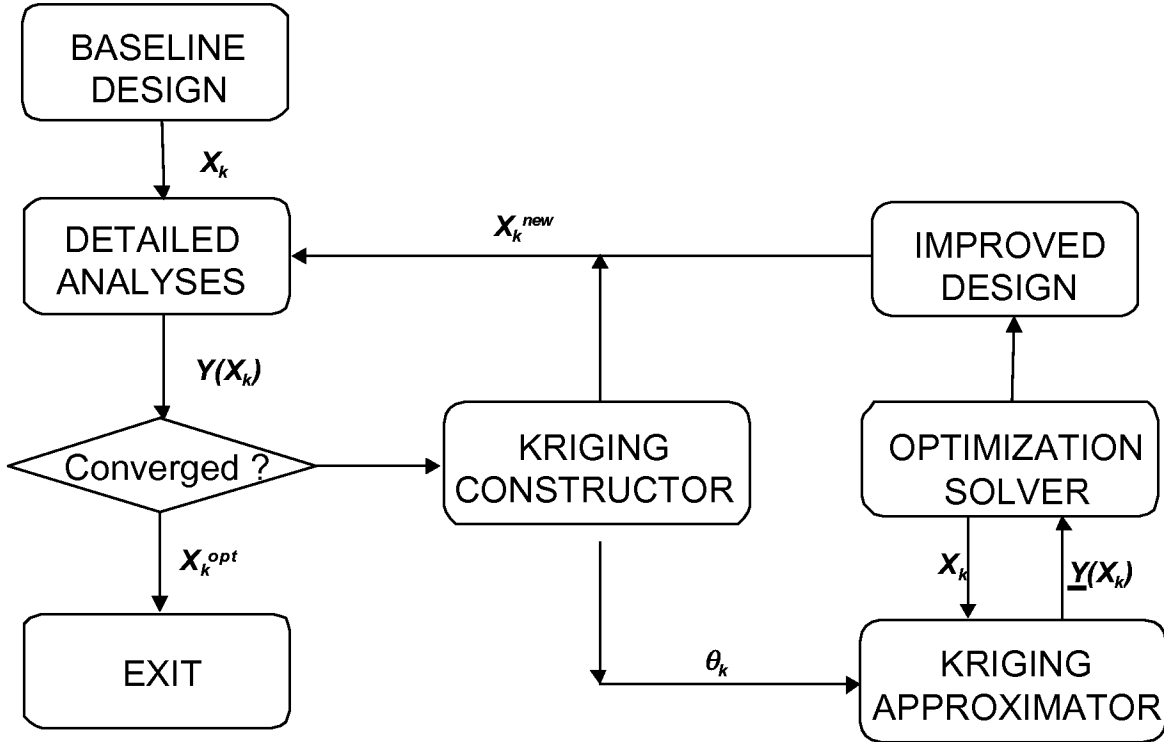 BASELINE
DESIGN
X_k
DETAILED
ANALYSES
X_k^new
IMPROVED
DESIGN
Y(X_k)
Converged ?
KRIGING
CONSTRUCTOR
OPTIMIZATION
SOLVER
X_k^opt
X_k
Y(X_k)
EXIT
θ_k
KRIGING
APPROXIMATOR